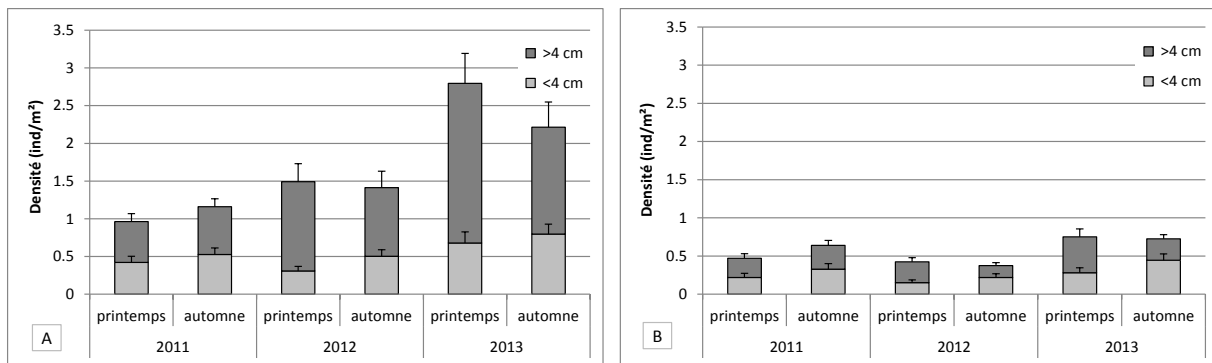 3.5
3
2.5
2
1.5
1
0.5
0
Densité (ind/m²)
>4 cm
<4 cm
printemps automne printemps automne printemps automne
2011 2012 2013
A
3.5
3
2.5
2
1.5
1
0.5
0
Densité (ind/m²)
>4 cm
<4 cm
printemps automne printemps automne printemps automne
2011 2012 2013
B